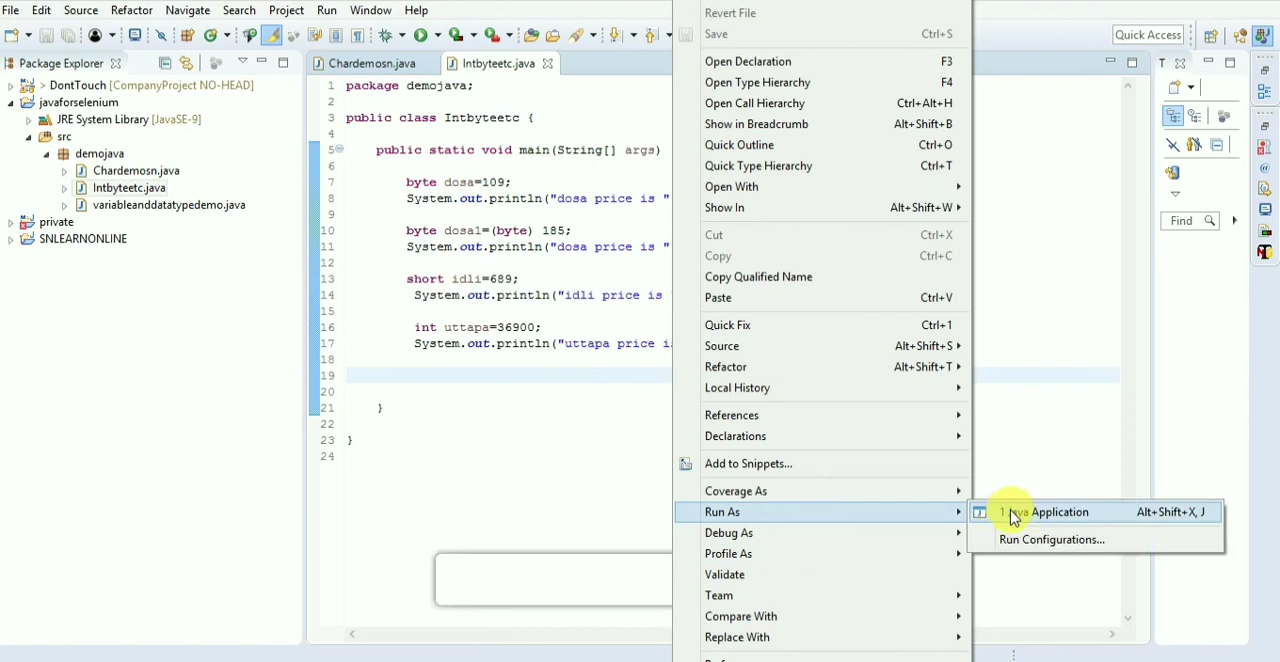 File Edit Source Refactor Navigate Search Project Run Window Help
Quick Access
Package Explorer
> DontTouch [CompanyProject NO-HEAD]
javaforselenium
JRE System Library [JavaSE-9]
src
demojava
Chardemosn.java
Intbyteetc.java
variableanddatatypedemo.java
private
SNLEARNONLINE
Chardemosn.java
Intbyteetc.java
1 package demojava;
2
3 public class Intbyteetc {
4
5 public static void main(String[] args)
6
7 byte dosa=109;
8 System.out.println("dosa price is "
9
10 byte dosa1=(byte) 185;
11 System.out.println("dosa price is "
12
13 short idli=689;
14 System.out.println("idli price is
15
16 int uttapa=36900;
17 System.out.println("uttapa price is
18
19
20
21 }
22
23 }
24
Revert File
Save Ctrl+S
Open Declaration F3
Open Type Hierarchy F4
Open Call Hierarchy Ctrl+Alt+H
Show in Breadcrumb Alt+Shift+B
Quick Outline Ctrl+O
Quick Type Hierarchy Ctrl+T
Open With
Show In Alt+Shift+W
Cut Ctrl+X
Copy Ctrl+C
Copy Qualified Name
Paste Ctrl+V
Quick Fix Ctrl+1
Source Alt+Shift+S
Refactor Alt+Shift+T
Local History
References
Declarations
Add to Snippets...
Coverage As
Run As
Debug As
Profile As
Validate
Team
Compare With
Replace With
1 Java Application Alt+Shift+X, J
Run Configurations...
T
Find